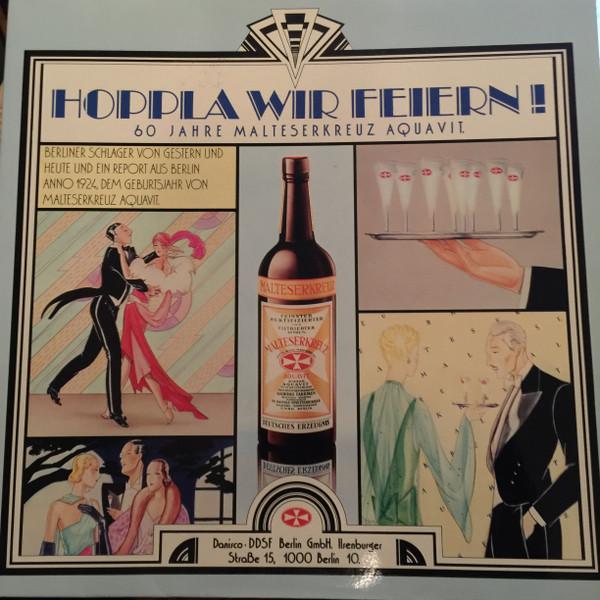 HOPPLA WIR FEIERN!
60 JAHRE MALTESERKREUZ AQUAVIT.
BERLINER SCHLAGER VON GESTERN UND
HEUTE UND EIN REPORT AUS BERLIN
ANNO 1924, DEM GEBURTSJAHR VON
MALTESERKREUZ AQUAVIT.
MALTESERKREUZ
FEINSTER
REKTIFIZIERTER
MALTESERKREUZ
AQUAVIT
DEUTSCHES ERZEUGNIS
Danisco·DDSF Berlin GmbH, Ilsenburger
Straße 15, 1000 Berlin 10.